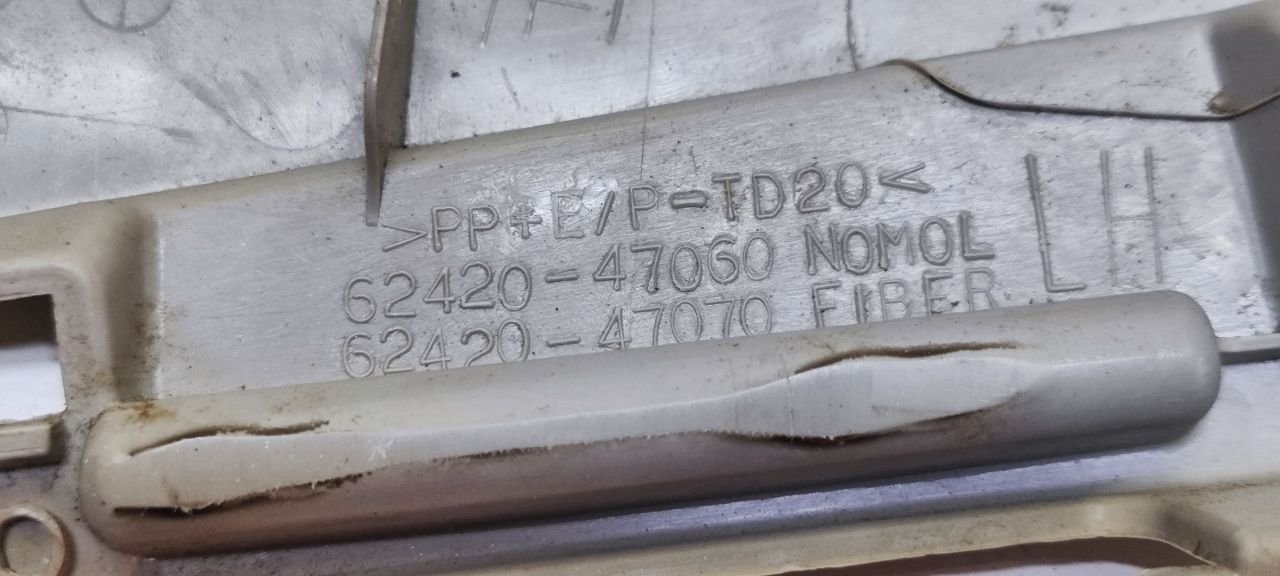 >PP+E/P-TD20<
62420-47060 NOMOL
62420-47070 FIBER
LH